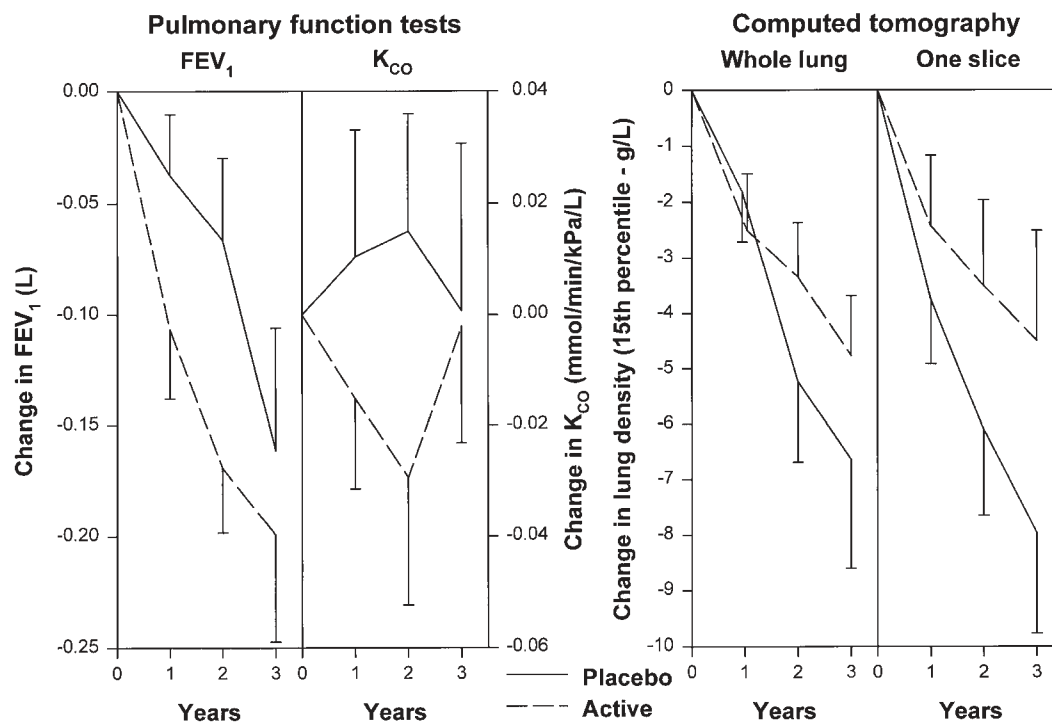 Pulmonary function tests
Computed tomography
FEV1
KCO
Whole lung
One slice
0.00
-0.05
-0.10
-0.15
-0.20
-0.25
Change in FEV1 (L)
0.04
0.02
0.00
-0.02
-0.04
-0.06
Change in KCO (mmol/min/kPa/L)
0
-1
-2
-3
-4
-5
-6
-7
-8
-9
-10
Change in lung density (15th percentile - g/L)
0 1 2 3
0 1 2 3
0 1 2 3
0 1 2 3
Years
Years
Years
Years
Placebo
Active